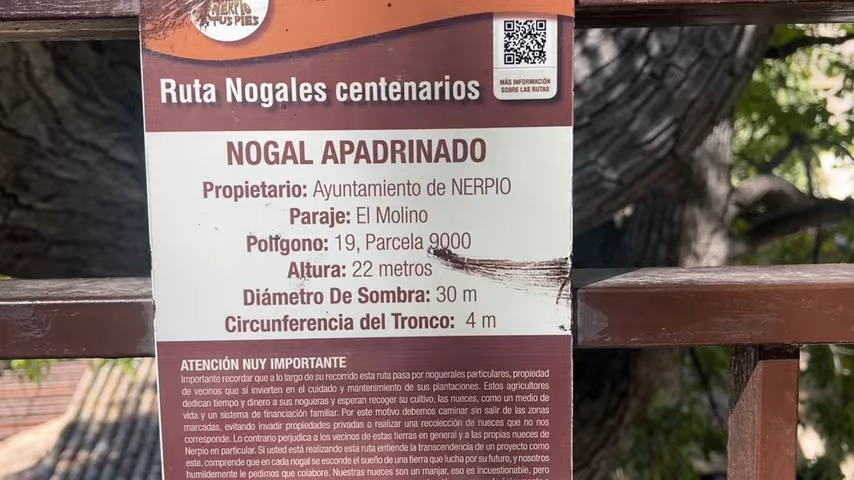 NERPIO
TUS PIES
MÁS INFORMACIÓN
SOBRE LAS RUTAS
Ruta Nogales centenarios
NOGAL APADRINADO
Propietario: Ayuntamiento de NERPIO
Paraje: El Molino
Polígono: 19, Parcela 9000
Altura: 22 metros
Diámetro De Sombra: 30 m
Circunferencia del Tronco: 4 m
ATENCIÓN NUY IMPORTANTE
Importante recordar que a lo largo de su recorrido esta ruta pasa por noguerales particulares, propiedad
de vecinos que sí invierten en el cuidado y mantenimiento de sus plantaciones. Estos agricultores
dedican tiempo y dinero a sus nogueras y esperan recoger su cultivo, las nueces, como un medio de
vida y un sistema de financiación familiar. Por este motivo debemos caminar sin salir de las zonas
marcadas, evitando invadir propiedades privadas o realizar una recolección de nueces que no nos
corresponde. Lo contrario perjudica a los vecinos de estas tierras en general y a las propias nueces de
Nerpio en particular. Si usted está realizando esta ruta entienda la transcendencia de un proyecto como
este, comprende que en cada nogal se esconde el sueño de una tierra que lucha por su futuro, y nosotros
humildemente le pedimos que colabore. Nuestras nueces son un manjar, eso es incuestionable, pero